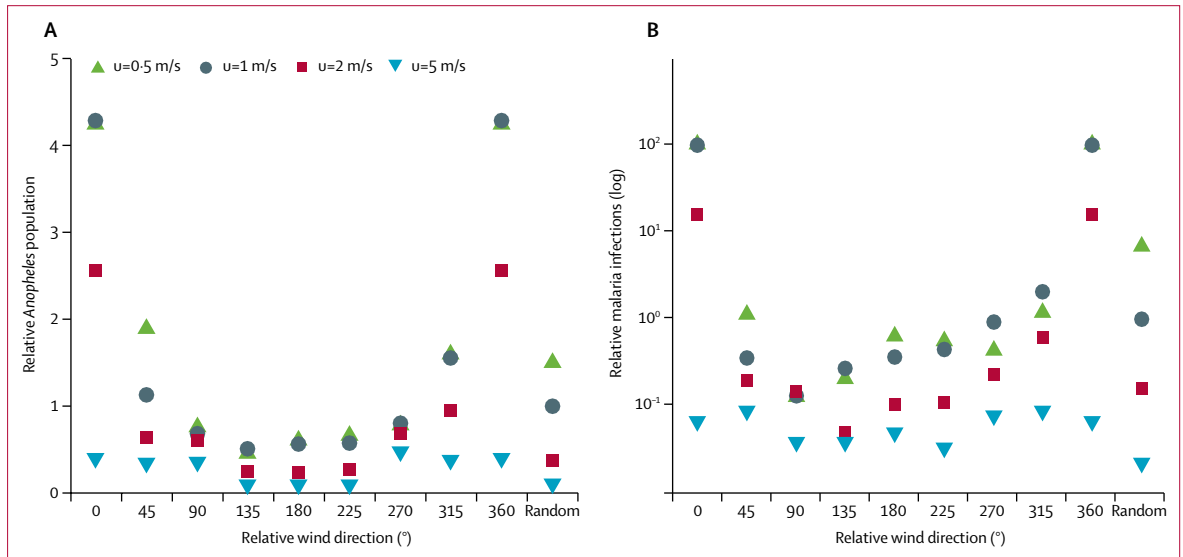 A
υ=0·5 m/s υ=1 m/s υ=2 m/s υ=5 m/s
5
4
3
2
1
0
Relative Anopheles population
0 45 90 135 180 225 270 315 360 Random
Relative wind direction (°)
B
10²
10¹
10⁰
10⁻¹
Relative malaria infections (log)
0 45 90 135 180 225 270 315 360 Random
Relative wind direction (°)